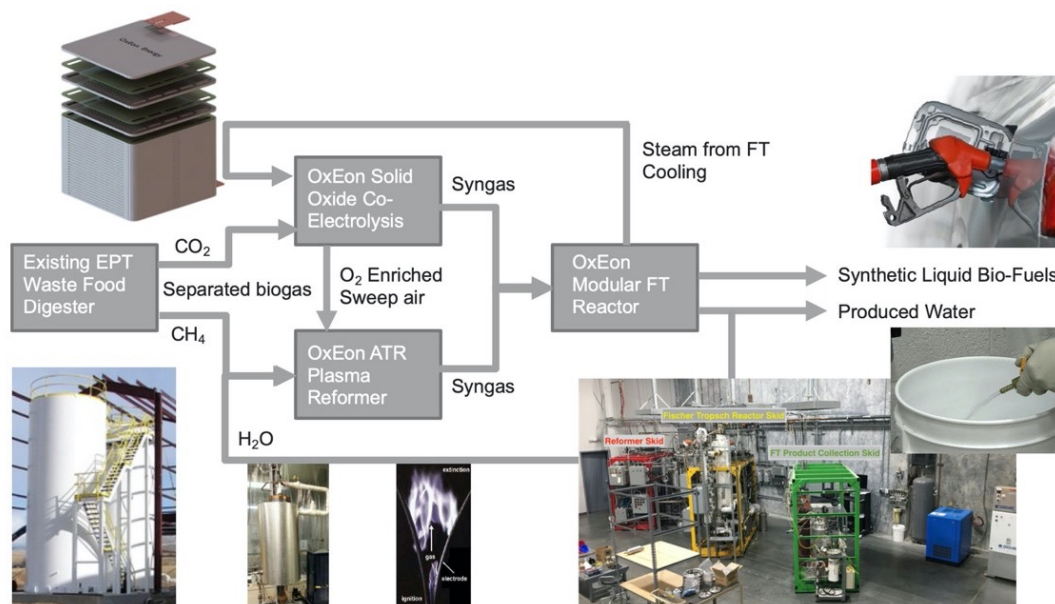 OxEon Energy
Steam from FT
Cooling
OxEon Solid
Oxide Co-
Electrolysis
Syngas
CO₂
Existing EPT
Waste Food
Digester
Separated biogas
CH₄
O₂ Enriched
Sweep air
OxEon
Modular FT
Reactor
Synthetic Liquid Bio-Fuels
Produced Water
OxEon ATR
Plasma
Reformer
Syngas
H₂O
extinction
gas
electrode
ignition
Fischer Tropsch Reactor Skid
Reformer Skid
FT Product Collection Skid